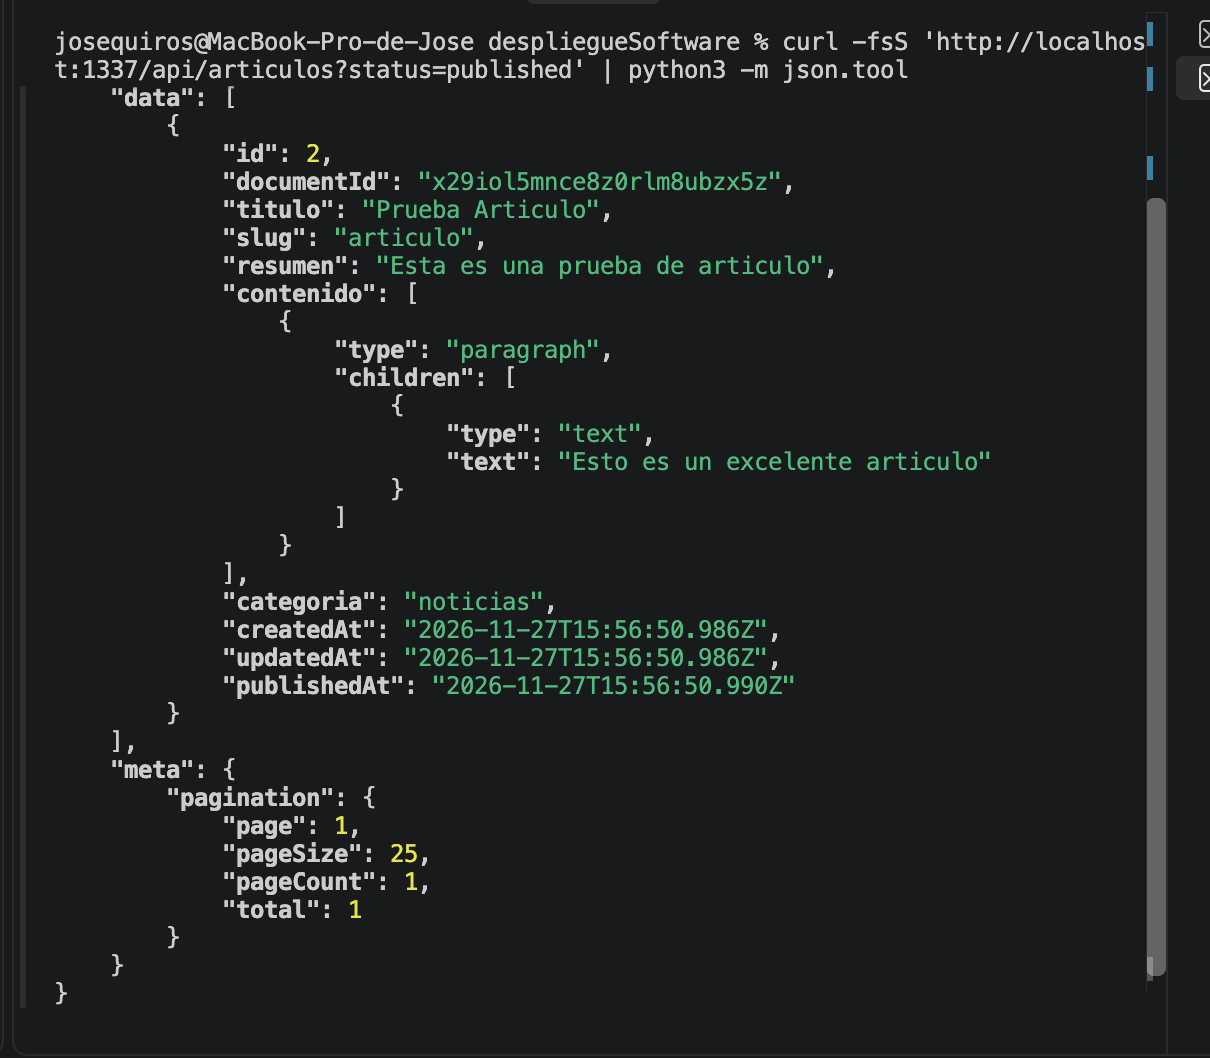 josequiros@MacBook-Pro-de-Jose despliegueSoftware % curl -fsS 'http://localhos
t:1337/api/articulos?status=published' | python3 -m json.tool
    "data": [
        {
            "id": 2,
            "documentId": "x29iol5mnce8z0rlm8ubzx5z",
            "titulo": "Prueba Articulo",
            "slug": "articulo",
            "resumen": "Esta es una prueba de articulo",
            "contenido": [
                {
                    "type": "paragraph",
                    "children": [
                        {
                            "type": "text",
                            "text": "Esto es un excelente articulo"
                        }
                    ]
                }
            ],
            "categoria": "noticias",
            "createdAt": "2026-11-27T15:56:50.986Z",
            "updatedAt": "2026-11-27T15:56:50.986Z",
            "publishedAt": "2026-11-27T15:56:50.990Z"
        }
    ],
    "meta": {
        "pagination": {
            "page": 1,
            "pageSize": 25,
            "pageCount": 1,
            "total": 1
        }
    }
}